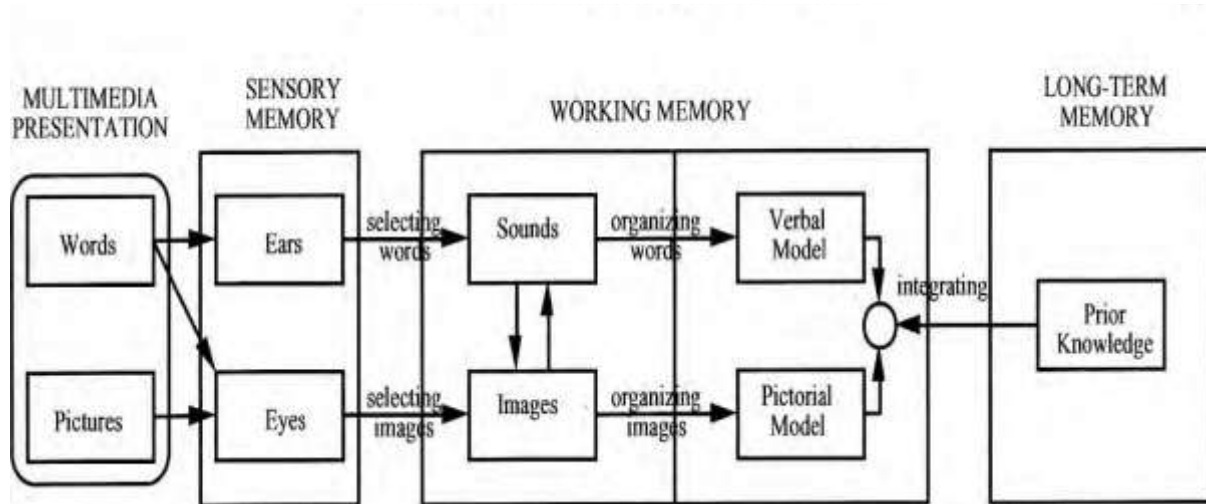 MULTIMEDIA
PRESENTATION
SENSORY
MEMORY
WORKING MEMORY
LONG-TERM
MEMORY
Words
Ears
selecting
words
Sounds
organizing
words
Verbal
Model
integrating
Prior
Knowledge
Pictures
Eyes
selecting
images
Images
organizing
images
Pictorial
Model